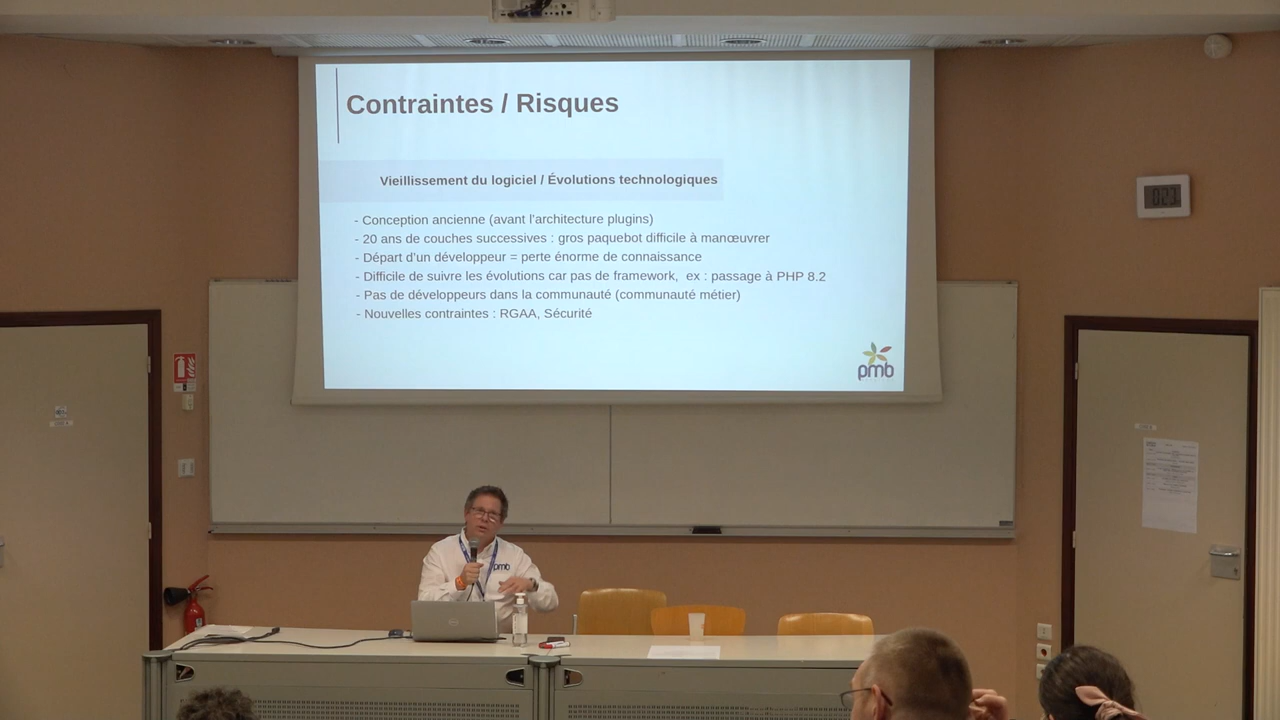 Contraintes / Risques
Vieillissement du logiciel / Évolutions technologiques
- Conception ancienne (avant l'architecture plugins)
- 20 ans de couches successives : gros paquebot difficile à manœuvrer
- Départ d'un développeur = perte énorme de connaissance
- Difficile de suivre les évolutions car pas de framework, ex : passage à PHP 8.2
- Pas de développeurs dans la communauté (communauté métier)
- Nouvelles contraintes : RGAA, Sécurité
pmb
pmb